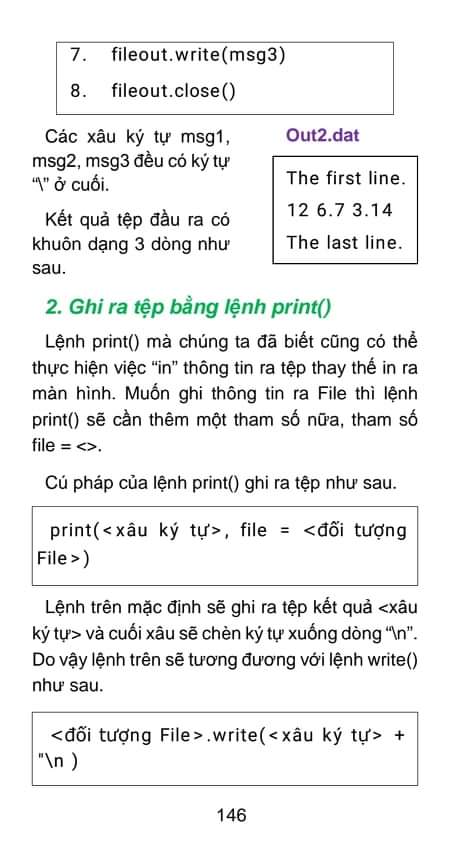 7. fileout.write(msg3)
8. fileout.close()
Các xâu ký tự msg1,
msg2, msg3 đều có ký tự
“\” ở cuối.
Kết quả tệp đầu ra có
khuôn dạng 3 dòng như
sau.
Out2.dat
The first line.
12 6.7 3.14
The last line.
2. Ghi ra tệp bằng lệnh print()
Lệnh print() mà chúng ta đã biết cũng có thể
thực hiện việc “in” thông tin ra tệp thay thế in ra
màn hình. Muốn ghi thông tin ra File thì lệnh
print() sẽ cần thêm một tham số nữa, tham số
file = <>.
Cú pháp của lệnh print() ghi ra tệp như sau.
print(<xâu ký tự>, file = <đối tượng
File>)
Lệnh trên mặc định sẽ ghi ra tệp kết quả <xâu
ký tự> và cuối xâu sẽ chèn ký tự xuống dòng “\n”.
Do vậy lệnh trên sẽ tương đương với lệnh write()
như sau.
<đối tượng File>.write(<xâu ký tự> +
"\n )
146